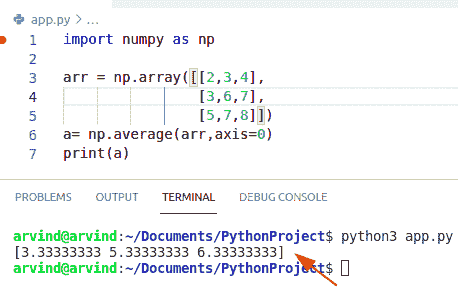 app.py > ...
1 import numpy as np
2
3 arr = np.array([[2,3,4],
4 [3,6,7],
5 [5,7,8]])
6 a= np.average(arr,axis=0)
7 print(a)
PROBLEMS OUTPUT TERMINAL DEBUG CONSOLE
arvind@arvind:~/Documents/PythonProject$ python3 app.py
[3.33333333 5.33333333 6.33333333]
arvind@arvind:~/Documents/PythonProject$